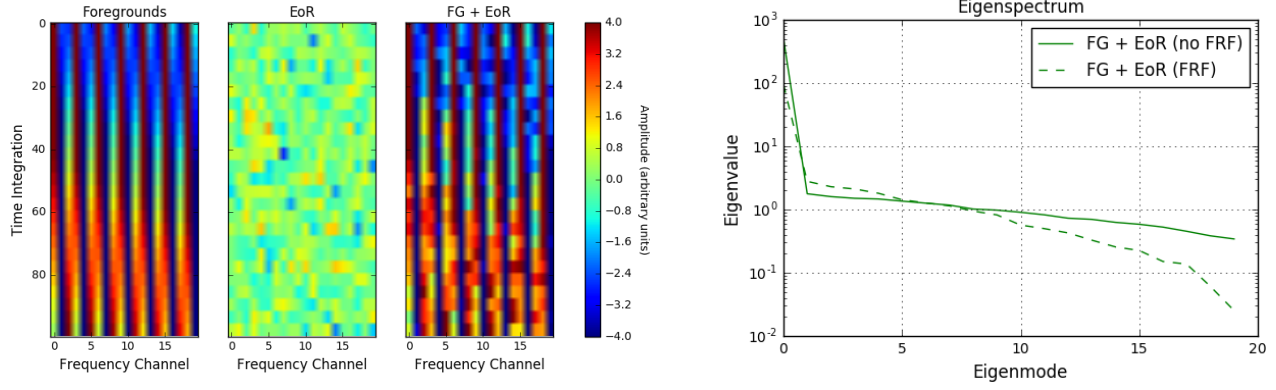 Foregrounds
EoR
FG + EoR
Time Integration
0
20
40
60
80
0 5 10 15
Frequency Channel
0 5 10 15
Frequency Channel
0 5 10 15
Frequency Channel
4.0
3.2
2.4
1.6
0.8
0.0
−0.8
−1.6
−2.4
−3.2
−4.0
Amplitude (arbitrary units)
Eigenspectrum
FG + EoR (no FRF)
FG + EoR (FRF)
Eigenvalue
10³
10²
10¹
10⁰
10⁻¹
10⁻²
0 5 10 15 20
Eigenmode